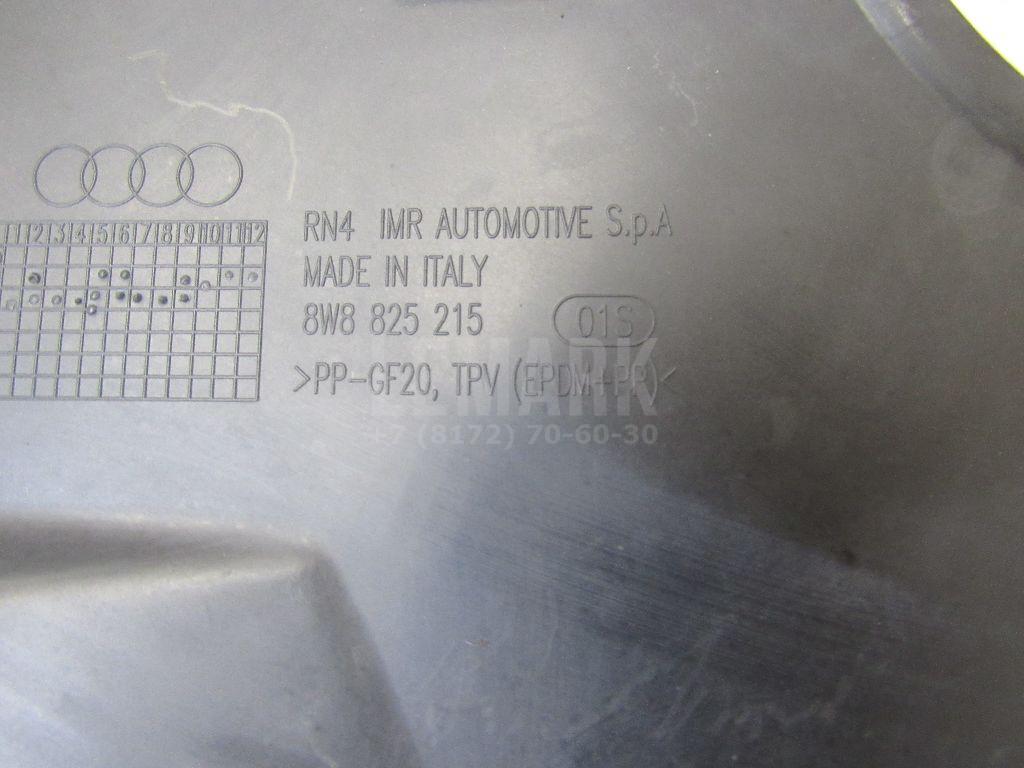 RN4 IMR AUTOMOTIVE S.p.A
1 2 3 4 5 6 7 8 9 10 11 12
MADE IN ITALY
8W8 825 215 01S
LEMARK
>PP-GF20, TPV (EPDM+PP)<
+7 (8172) 70-60-30